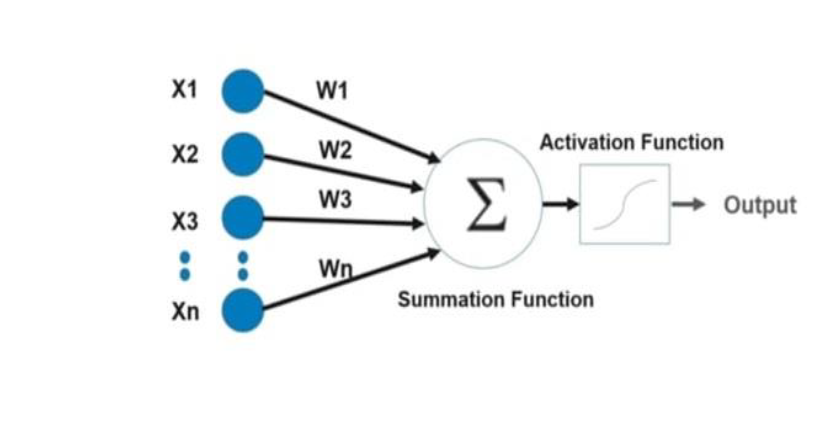 X1
W1
X2
W2
X3
W3
Xn
Wn
Σ
Summation Function
Activation Function
Output